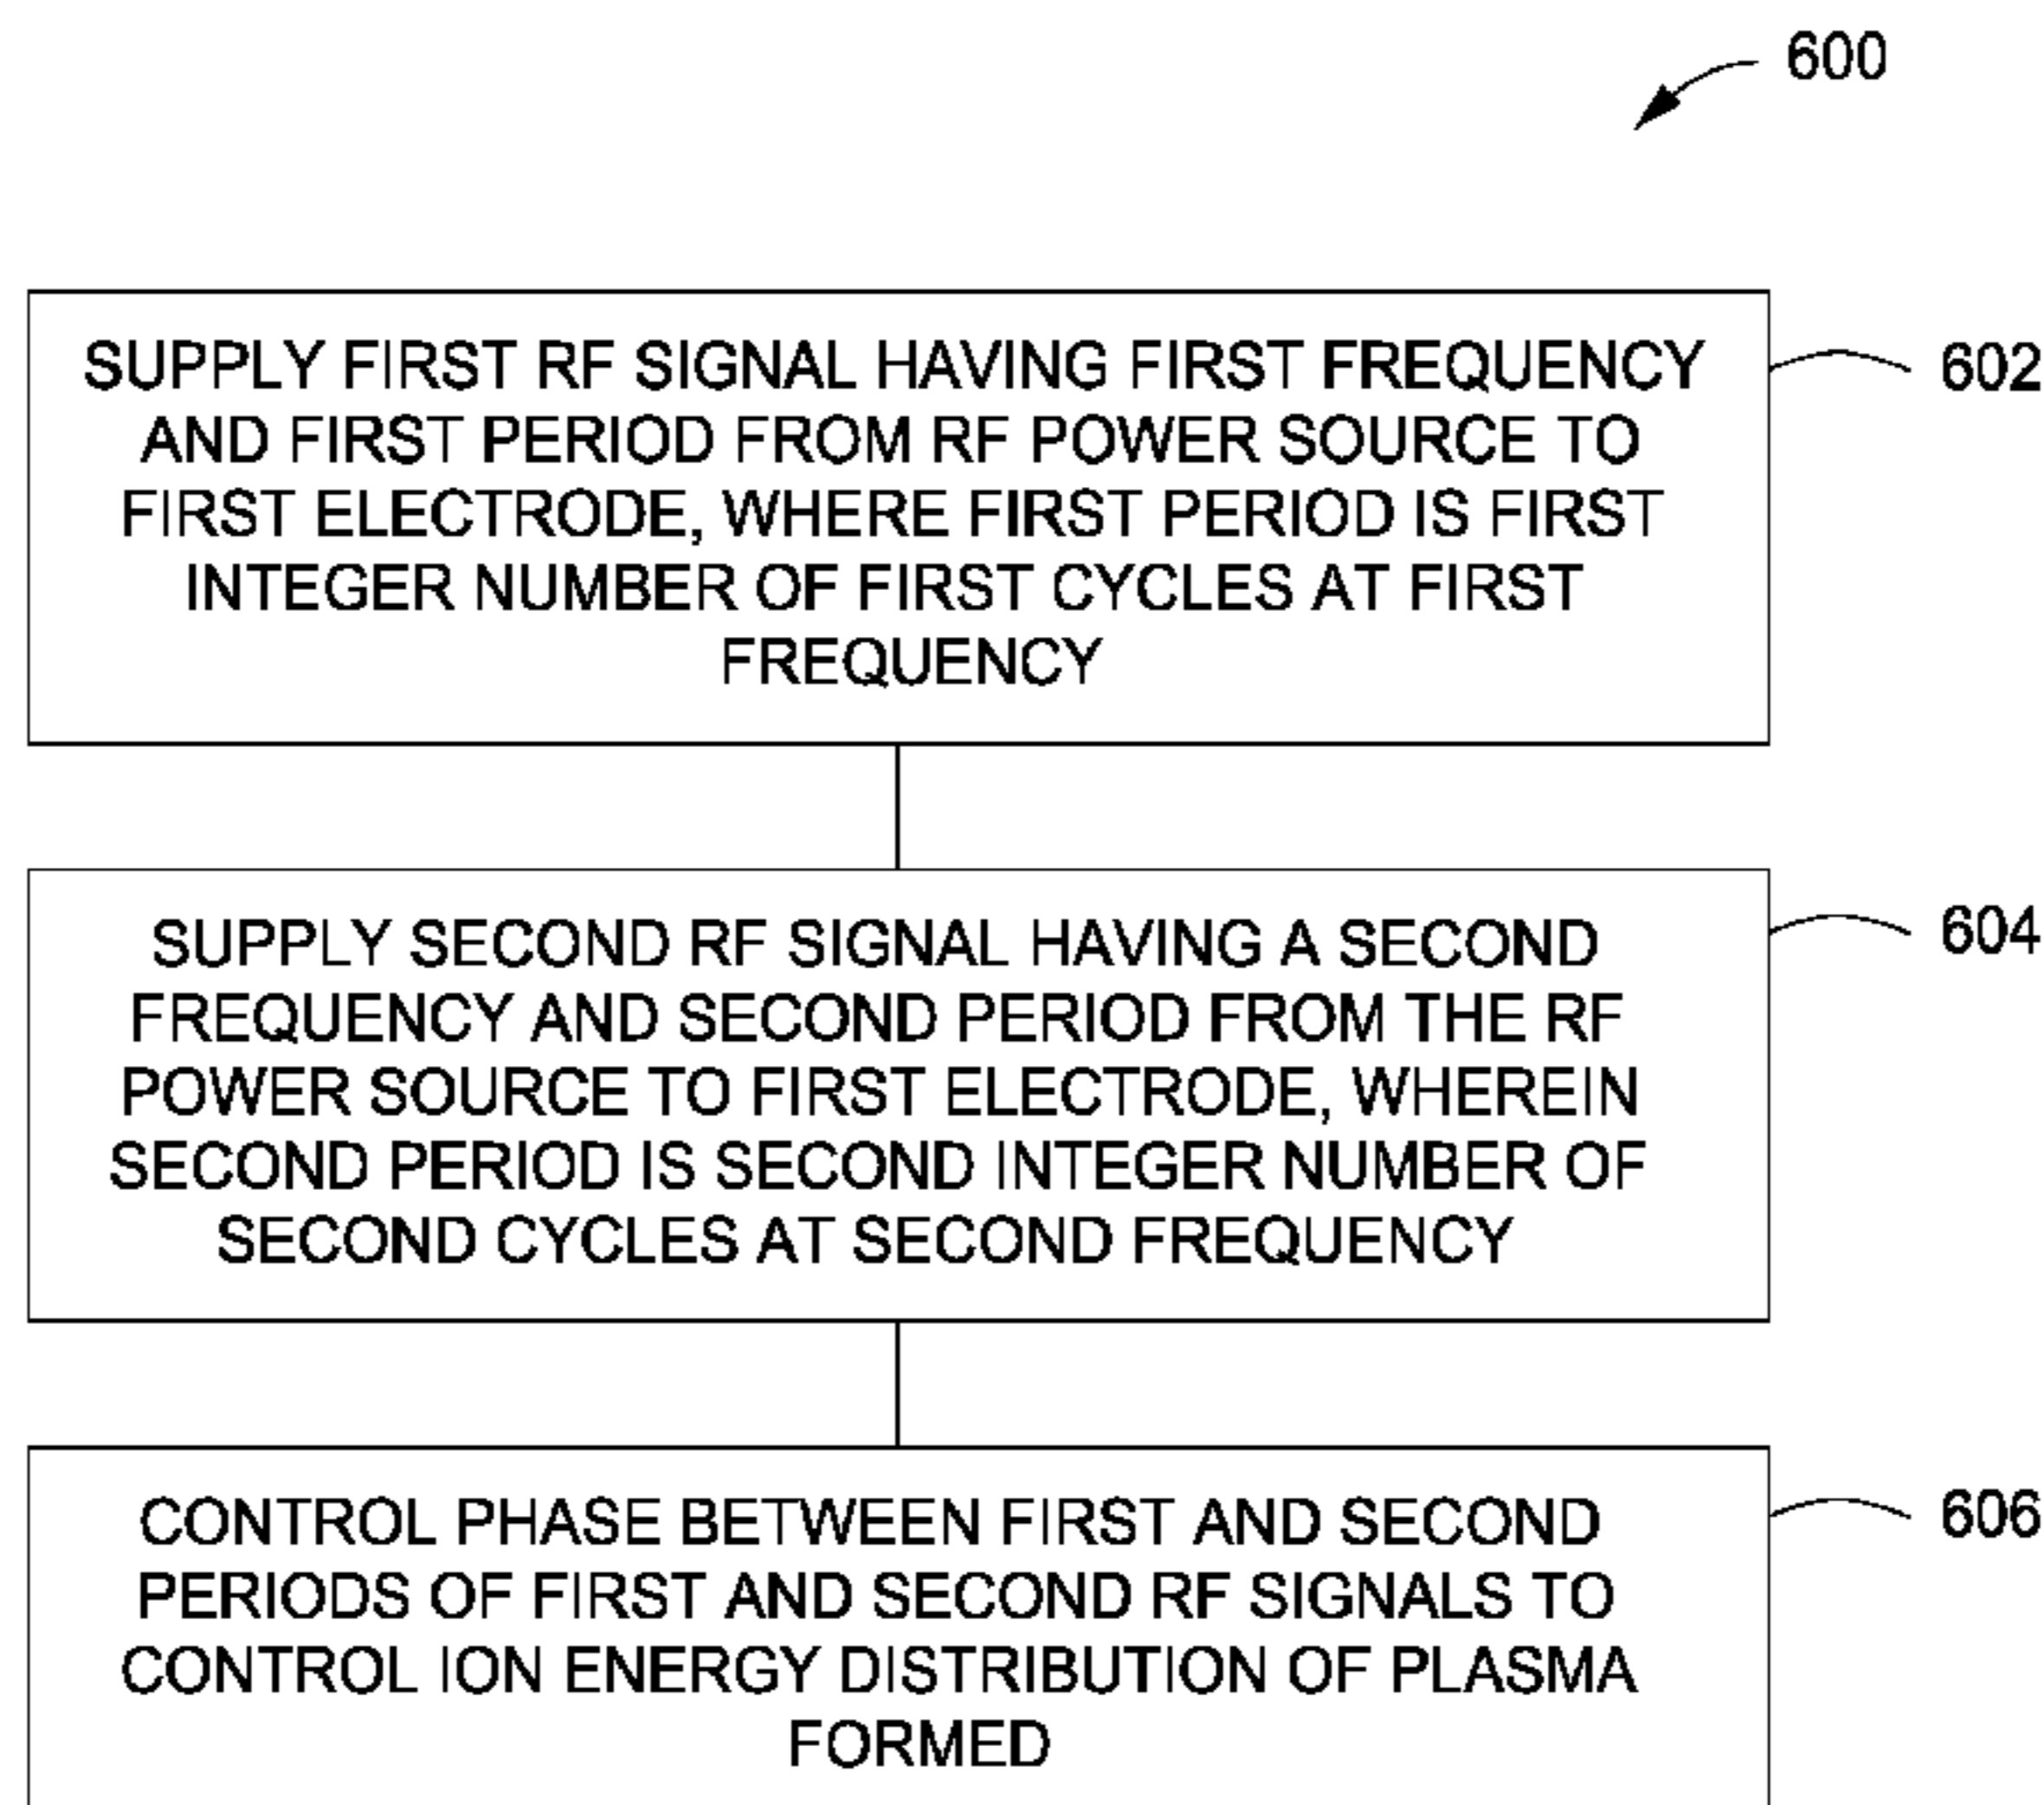 600
SUPPLY FIRST RF SIGNAL HAVING FIRST FREQUENCY
AND FIRST PERIOD FROM RF POWER SOURCE TO
FIRST ELECTRODE, WHERE FIRST PERIOD IS FIRST
INTEGER NUMBER OF FIRST CYCLES AT FIRST
FREQUENCY
602
SUPPLY SECOND RF SIGNAL HAVING A SECOND
FREQUENCY AND SECOND PERIOD FROM THE RF
POWER SOURCE TO FIRST ELECTRODE, WHEREIN
SECOND PERIOD IS SECOND INTEGER NUMBER OF
SECOND CYCLES AT SECOND FREQUENCY
604
CONTROL PHASE BETWEEN FIRST AND SECOND
PERIODS OF FIRST AND SECOND RF SIGNALS TO
CONTROL ION ENERGY DISTRIBUTION OF PLASMA
FORMED
606